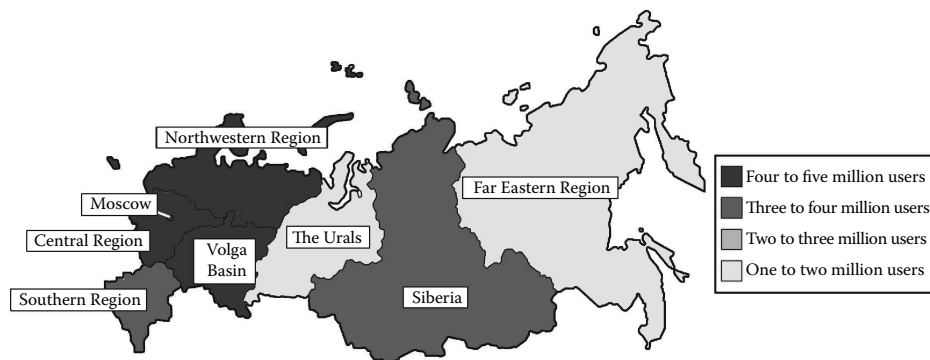 Northwestern Region
Moscow
Central Region
Southern Region
Volga
Basin
The Urals
Siberia
Far Eastern Region
Four to five million users
Three to four million users
Two to three million users
One to two million users